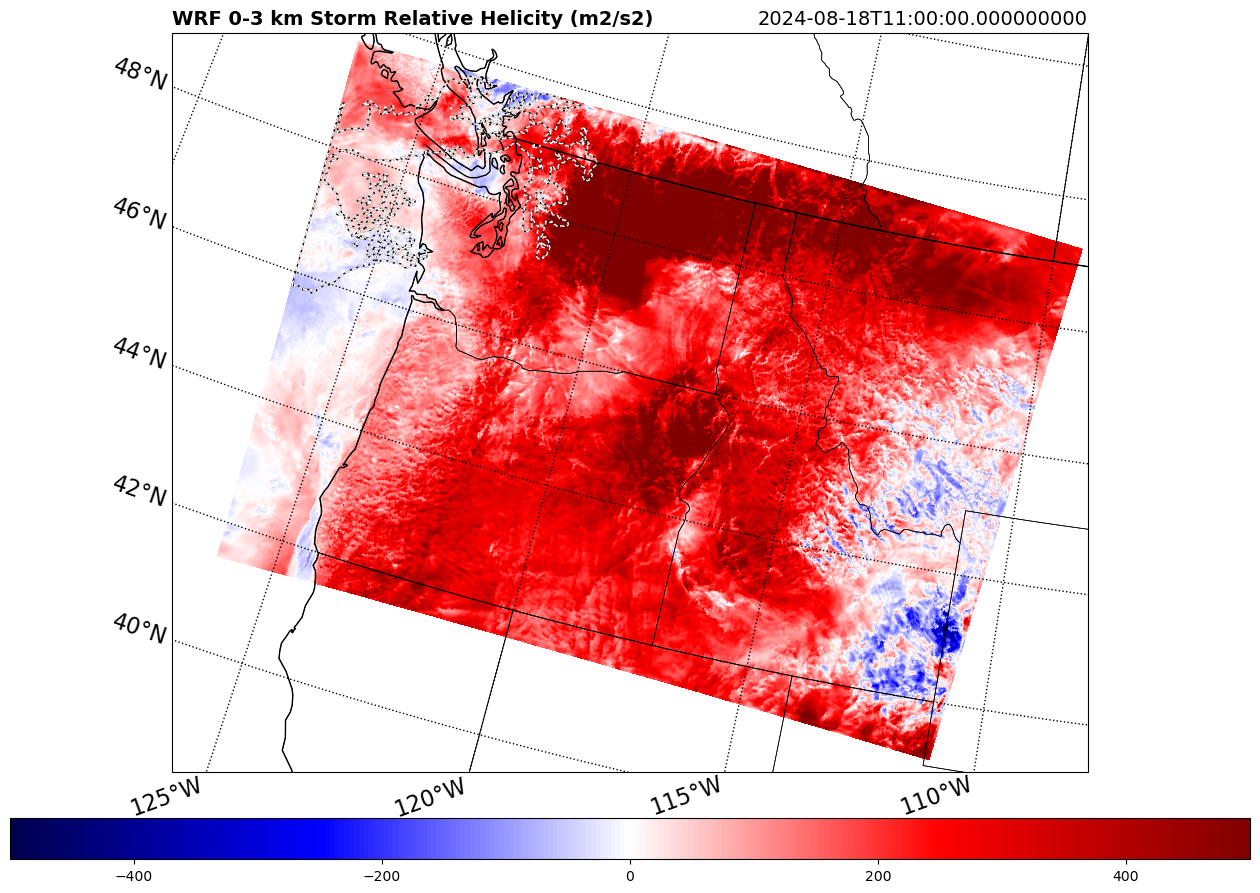 WRF 0-3 km Storm Relative Helicity (m2/s2) 2024-08-18T11:00:00.000000000
48°N
46°N
44°N
42°N
40°N
125°W 120°W 115°W 110°W
−400 −200 0 200 400